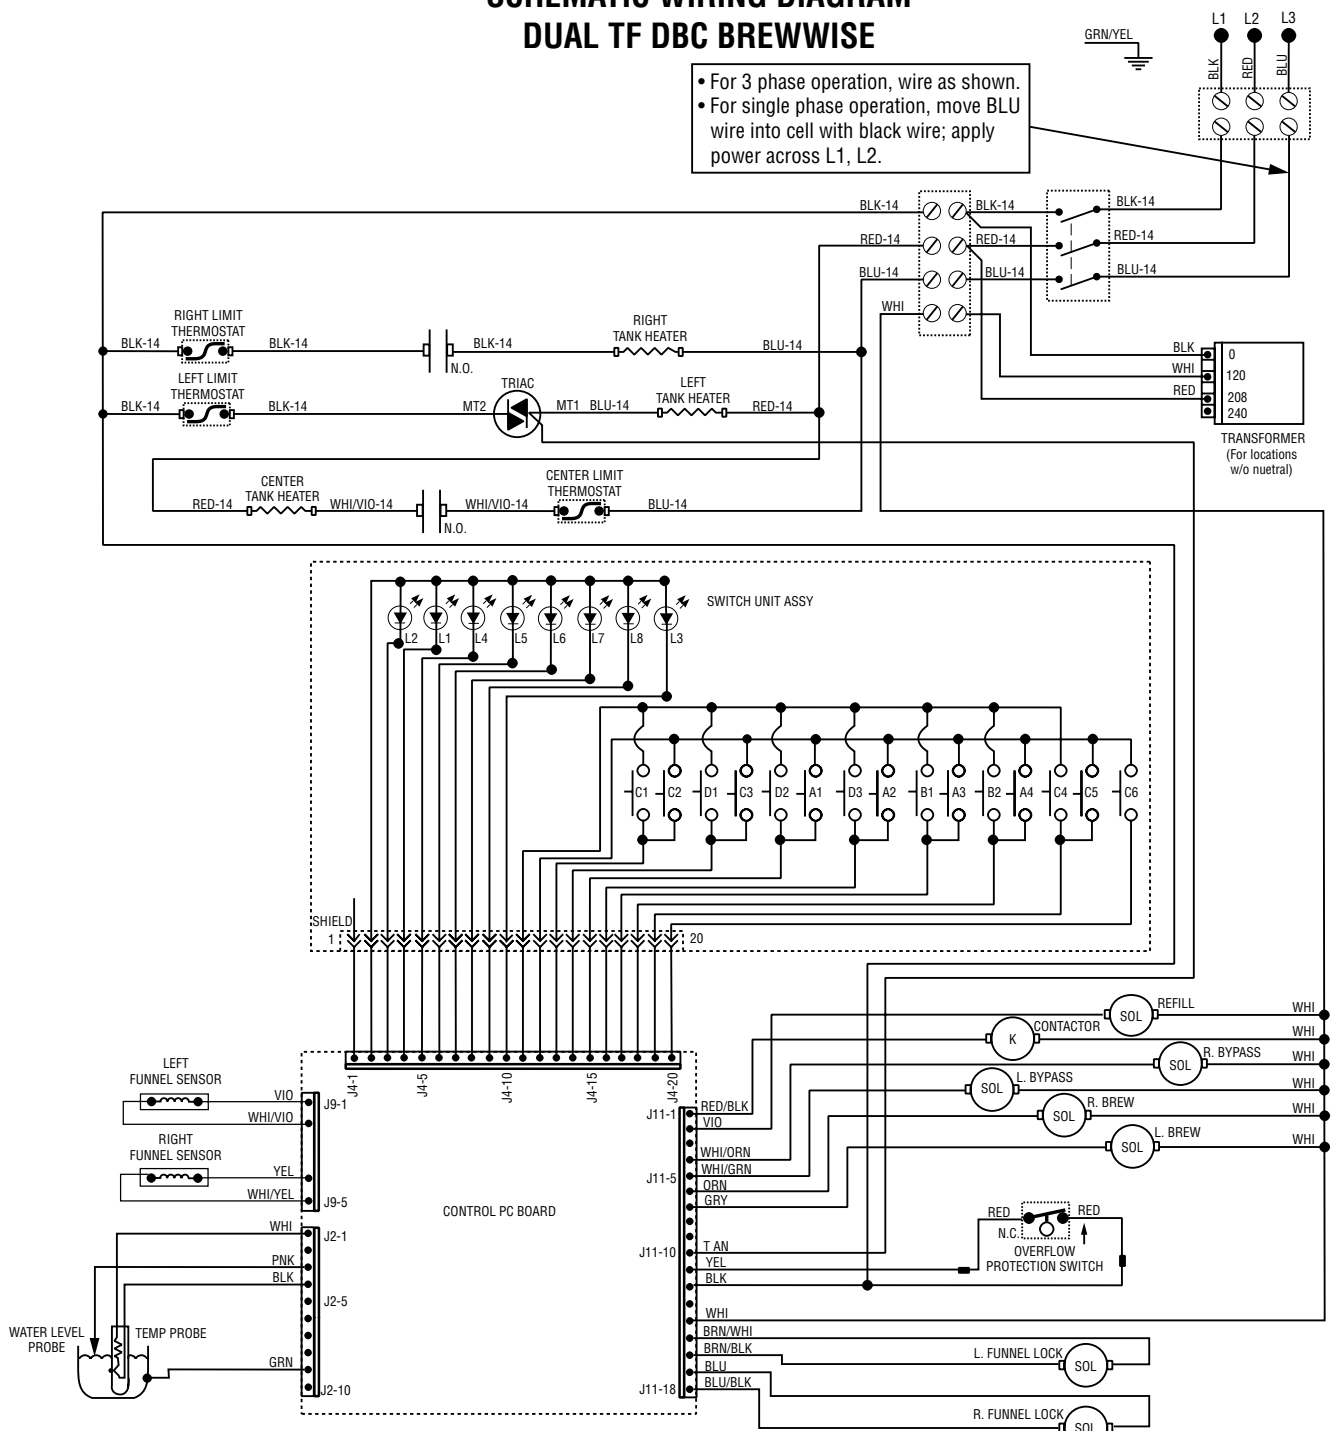 SCHEMATIC WIRING DIAGRAM
DUAL TF DBC BREWWISE
GRN/YEL
L1 L2 L3
BLK RED BLU
• For 3 phase operation, wire as shown.
• For single phase operation, move BLU
wire into cell with black wire; apply
power across L1, L2.
BLK-14 BLK-14 BLK-14
RED-14 RED-14 RED-14
BLU-14 BLU-14 BLU-14
WHI
RIGHT LIMIT
THERMOSTAT
BLK-14 BLK-14 N.O. BLK-14
RIGHT
TANK HEATER
BLU-14
LEFT LIMIT
THERMOSTAT
BLK-14 BLK-14
TRIAC
MT2 MT1 BLU-14
LEFT
TANK HEATER
RED-14
BLK 0
WHI 120
RED 208
240
TRANSFORMER
(For locations
w/o nuetral)
CENTER
TANK HEATER
RED-14 WHI/VIO-14 N.O. WHI/VIO-14
CENTER LIMIT
THERMOSTAT
BLU-14
SWITCH UNIT ASSY
L2 L1 L4 L5 L6 L7 L8 L3
C1 C2 D1 C3 D2 A1 D3 A2 B1 A3 B2 A4 C4 C5 C6
SHIELD
1 20
J4-1 J4-5 J4-10 J4-15 J4-20
LEFT
FUNNEL SENSOR
VIO J9-1
WHI/VIO
RIGHT
FUNNEL SENSOR
YEL
WHI/YEL J9-5
WHI J2-1
PNK
BLK
J2-5
WATER LEVEL
PROBE
TEMP PROBE
GRN
J2-10
CONTROL PC BOARD
J11-1 RED/BLK
VIO
WHI/ORN
J11-5 WHI/GRN
ORN
GRY
J11-10 T AN
YEL
BLK
WHI
BRN/WHI
BRN/BLK
BLU
J11-18 BLU/BLK
SOL REFILL WHI
K CONTACTOR WHI
SOL R. BYPASS WHI
SOL L. BYPASS WHI
SOL R. BREW WHI
SOL L. BREW WHI
RED RED
N.C.
OVERFLOW
PROTECTION SWITCH
L. FUNNEL LOCK SOL
R. FUNNEL LOCK SOL